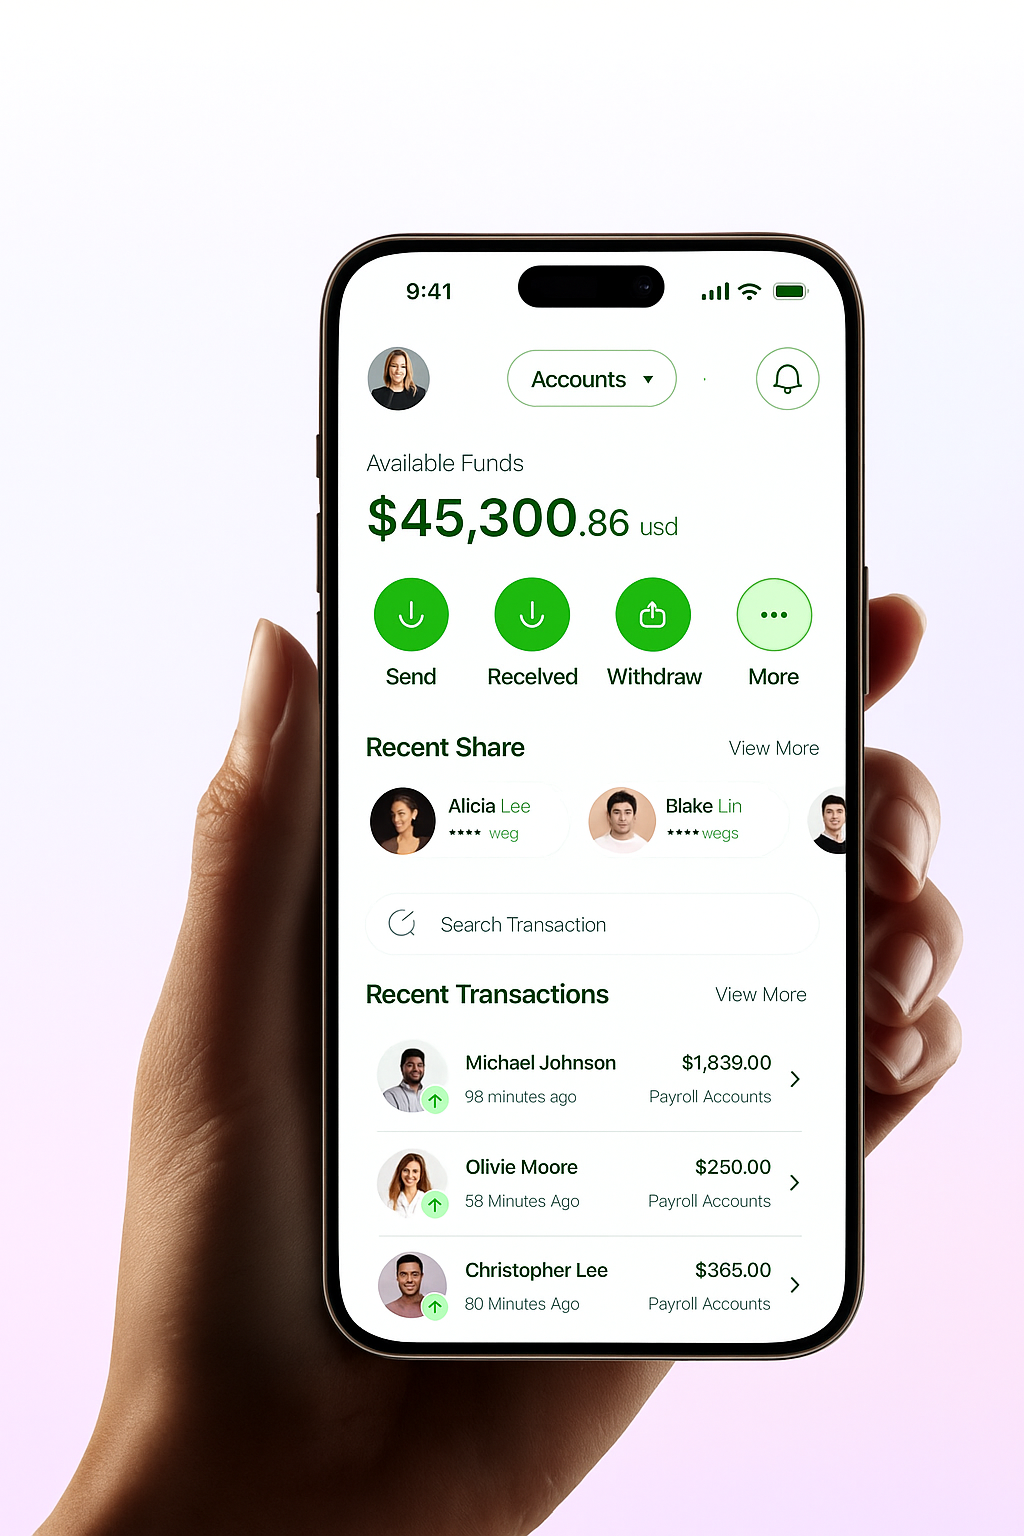 9:41
Accounts
Available Funds
$45,300.86 usd
Send
ReceLved
Withdraw
More
Recent Share
View More
Alicia Lee
**** weg
Blake Lin
****wegs
Search Transaction
Recent Transactions
View More
Michael Johnson
$1,839.00
98 minutes ago
Payroll Accounts
Olivie Moore
$250.00
58 Minutes Ago
Payroll Accounts
Christopher Lee
$365.00
80 Minutes Ago
Payroll Accounts